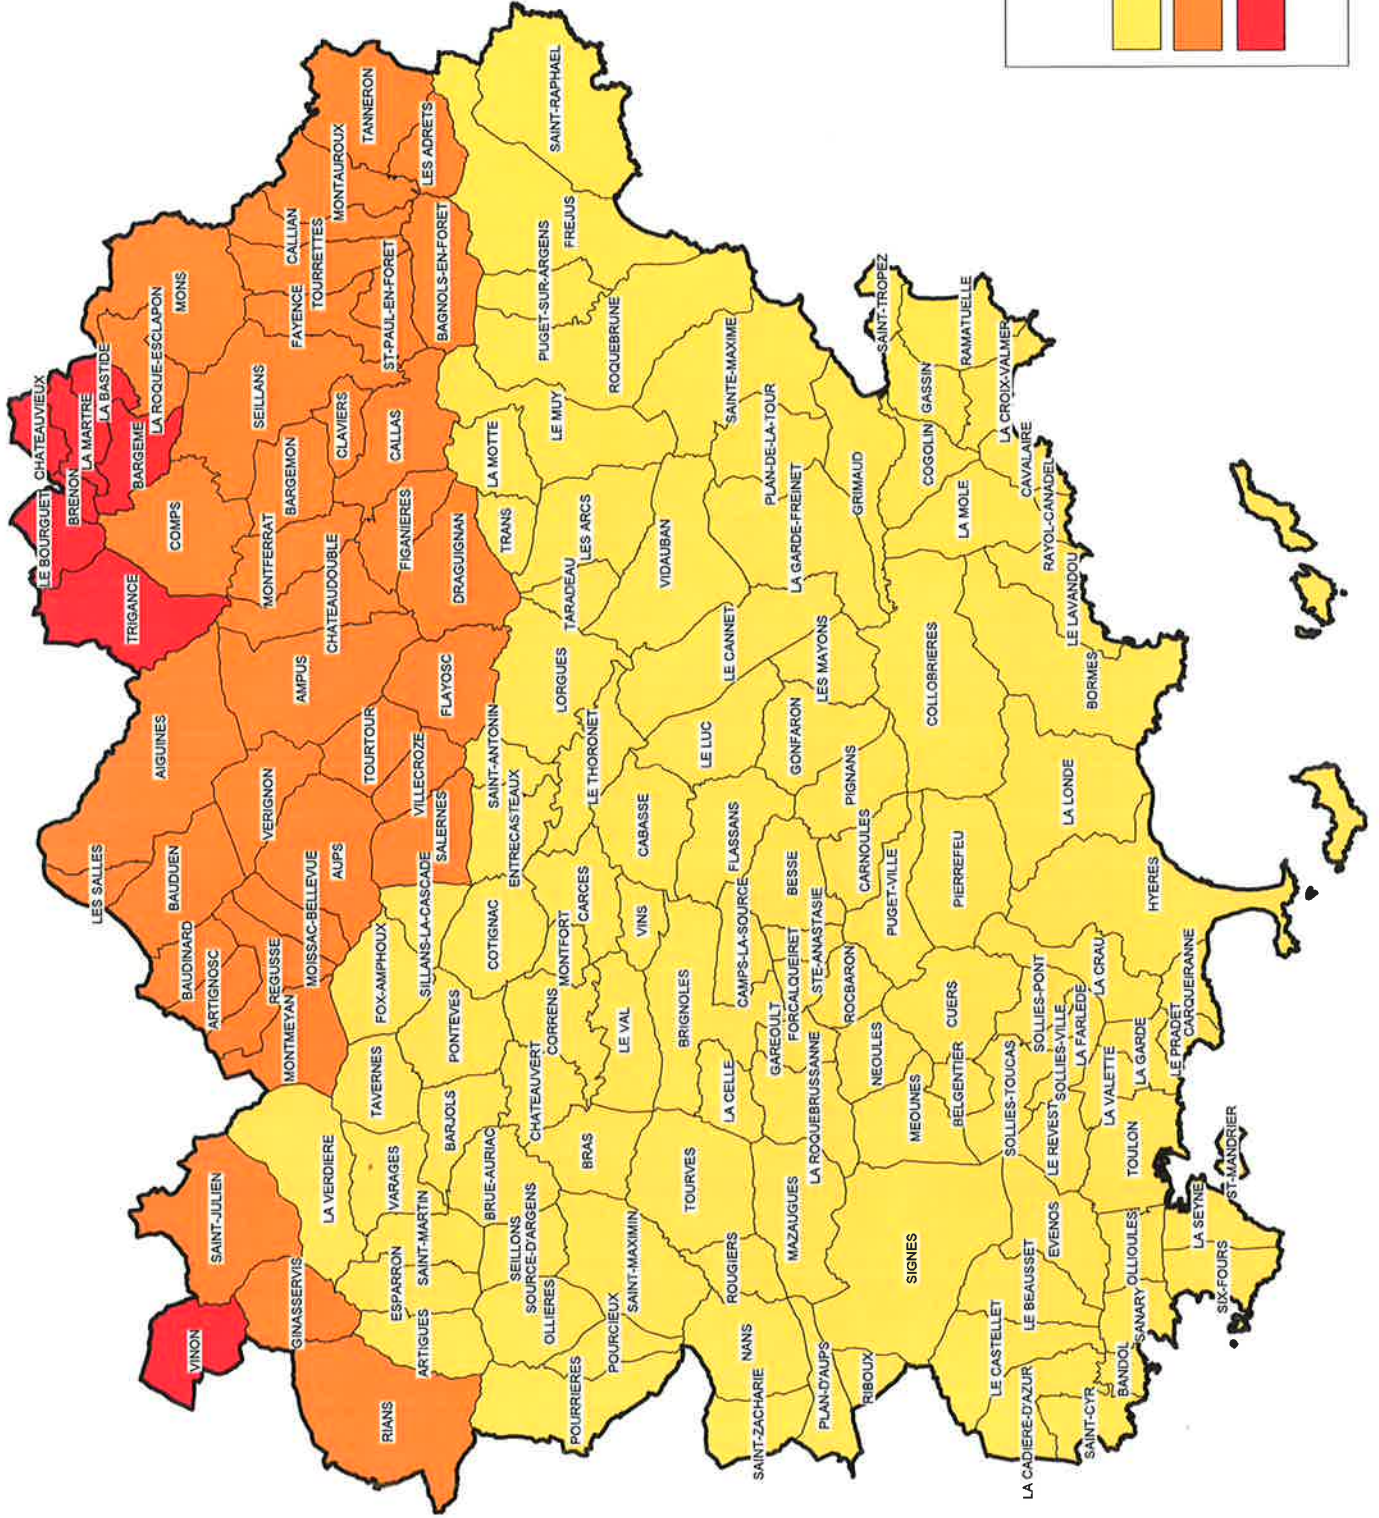 VINON
SAINT-JULIEN
GINASSERVIS
RIANS
LA VERDIERE
VARAGES
SAINT-MARTIN
ESPARRON
ARTIGUES
TAVERNES
BARJOLS
BRUE-AURIAC
SEILLONS
SOURCE-D'ARGENS
OLLIERES
SAINT-MAXIMIN
POURCIEUX
POURRIERES
PONTEVES
FOX-AMPHOUX
MONTMEYAN
REGUSSE
MOISSAC-BELLEVUE
ARTIGNOSC
BAUDINARD
BAUDUEN
LES SALLES
AIGUINES
VERIGNON
AUPS
TOURTOUR
VILLECROZE
SALERNES
SILLANS-LA-CASCADE
COTIGNAC
ENTRECASTEAUX
SAINT-ANTONIN
LORGUES
LE THORONET
CARCES
MONTFORT
CORRENS
CHATEAUVERT
BRAS
LE VAL
VINS
CABASSE
BRIGNOLES
LA CELLE
TOURVES
ROUGIERS
NANS
SAINT-ZACHARIE
PLAN-D'AUPS
RIBOUX
MAZAUGUES
LA ROQUEBRUSSANNE
GAREOULT
FORCALQUEIRET
STE-ANASTASIE
CAMPS-LA-SOURCE
FLASSANS
BESSE
LE LUC
LE CANNET
GONFARON
LES MAYONS
PIGNANS
CARNOULES
PUGET-VILLE
ROCBARON
NEOULES
MEOUNES
SIGNES
BELGENTIER
CUERS
PIERREFEU
COLLOBRIERES
LA LONDE
BORMES
LE LAVANDOU
RAYOL-CANADEL
CAVALAIRE
LA CROIX-VALMER
RAMATUELLE
SAINT-TROPEZ
GASSIN
COGOLIN
LA MOLE
GRIMAUD
LA GARDE-FREINET
PLAN-DE-LA-TOUR
SAINTE-MAXIME
VIDAUBAN
LES ARCS
TARADEAU
TRANS
LA MOTTE
LE MUY
ROQUEBRUNE
PUGET-SUR-ARGENS
FREJUS
SAINT-RAPHAEL
LES ADRETS
TANNERON
MONTAUROUX
CALLIAN
TOURRETTES
FAYENCE
ST-PAUL-EN-FORET
BAGNOLS-EN-FORET
SEILLANS
MONS
LA ROQUE-ESCLAPON
LA BASTIDE
LA MARTRE
CHATEAUVIEUX
BRENON
LE BOURGUET
BARGEME
TRIGANCE
COMPS
BARGEMON
CLAVIERS
CALLAS
FIGANIERES
DRAGUIGNAN
MONTFERRAT
CHATEAUDOUBLE
AMPUS
FLAYOSC
HYERES
LA CRAU
CARQUEIRANNE
LE PRADET
LA GARDE
LA VALETTE
LA FARLEDE
SOLLIES-VILLE
SOLLIES-PONT
SOLLIES-TOUCAS
LE REVEST
TOULON
EVENOS
LE BEAUSSET
LE CASTELLET
LA CADIERE-D'AZUR
SAINT-CYR
BANDOL
SANARY
OLLIOULES
SIX-FOURS
LA SEYNE
ST-MANDRIER